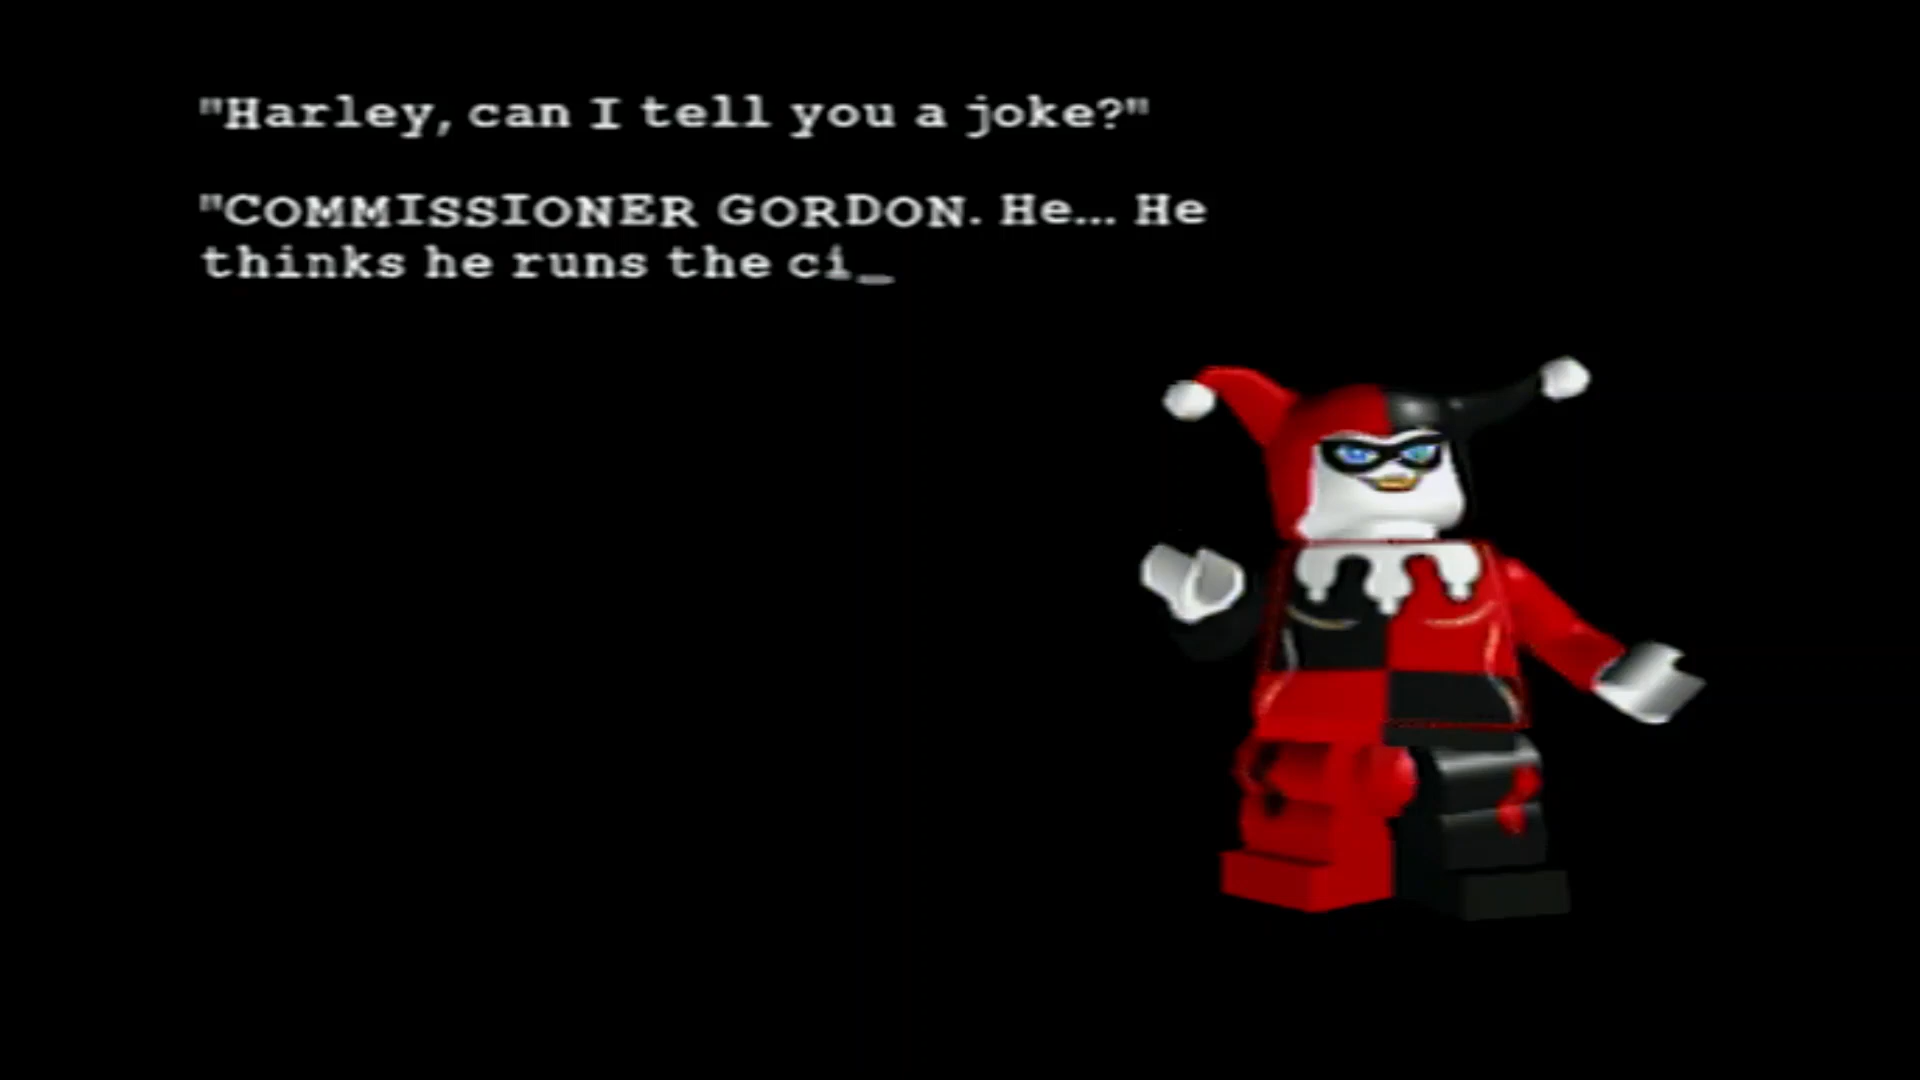 "Harley, can I tell you a joke?"
"COMMISSIONER GORDON. He... He
thinks he runs the ci_